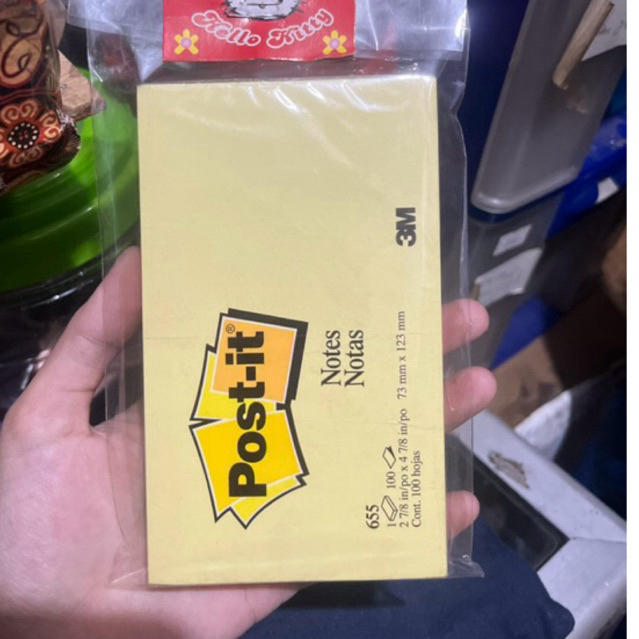 Hello Kitty
3M
Post-it®
Notes
Notas
655
1 100
2 7/8 in/po x 4 7/8 in/po 73 mm x 123 mm
Cont. 100 hojas